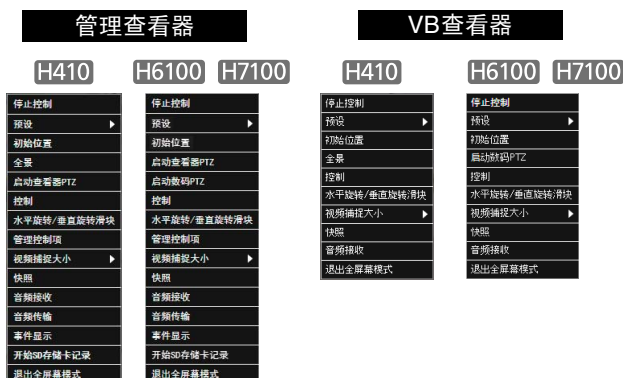 管理查看器
VB查看器
H410
H6100
H7100
H410
H6100
H7100
停止控制
预设
初始位置
全景
启动查看器PTZ
控制
水平旋转/垂直旋转滑块
管理控制项
视频捕捉大小
快照
音频接收
音频传输
事件显示
开始SD存储卡记录
退出全屏幕模式
停止控制
预设
初始位置
启动查看器PTZ
启动数码PTZ
控制
水平旋转/垂直旋转滑块
管理控制项
视频捕捉大小
快照
音频接收
音频传输
事件显示
开始SD存储卡记录
退出全屏幕模式
停止控制
预设
初始位置
全景
控制
水平旋转/垂直旋转滑块
视频捕捉大小
快照
音频接收
退出全屏幕模式
停止控制
预设
初始位置
启动数码PTZ
控制
水平旋转/垂直旋转滑块
视频捕捉大小
快照
音频接收
退出全屏幕模式